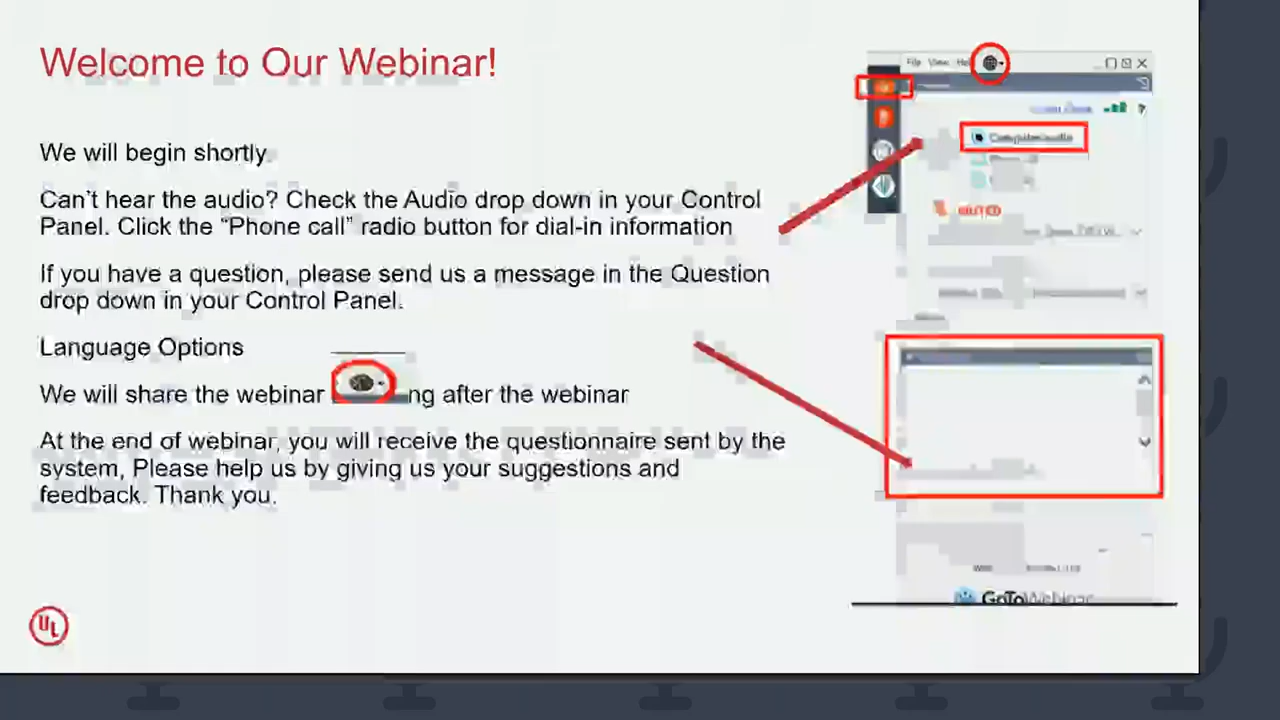 Welcome to Our Webinar!
We will begin shortly.
Can't hear the audio? Check the Audio drop down in your Control
Panel. Click the “Phone call” radio button for dial-in information
If you have a question, please send us a message in the Question
drop down in your Control Panel.
Language Options
We will share the webinar ng after the webinar
At the end of webinar, you will receive the questionnaire sent by the
system, Please help us by giving us your suggestions and
feedback. Thank you.
UL
File View Help
Computer audio
MUTED
GoToWebinar